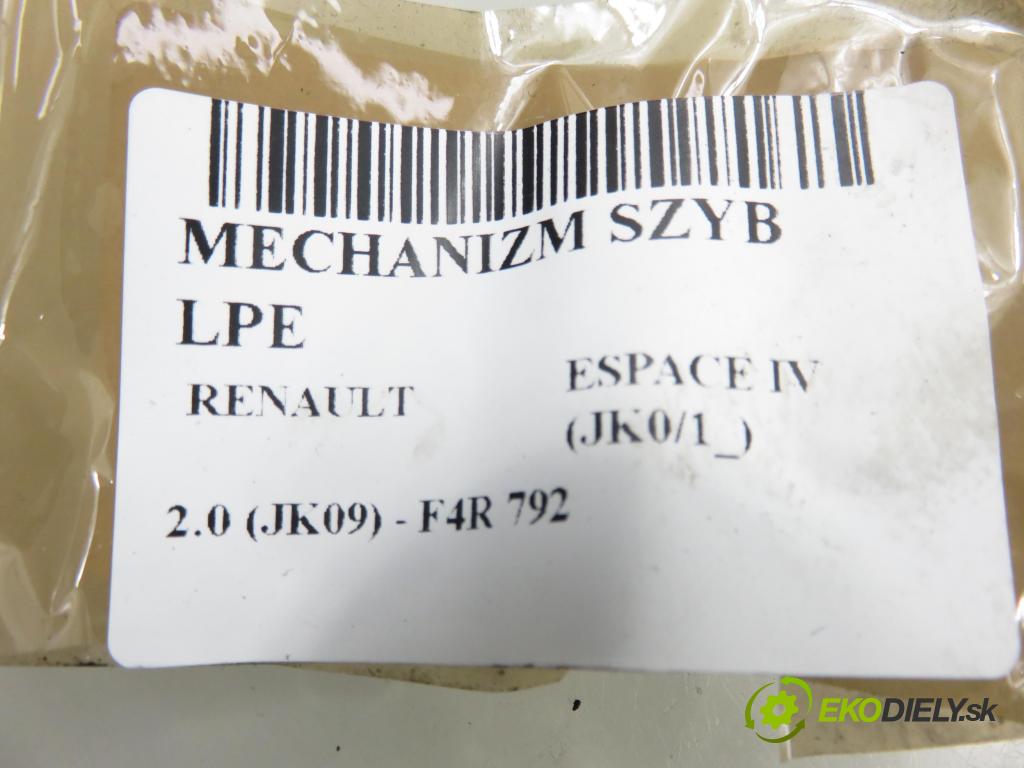 MECHANIZM SZYB
LPE
RENAULT
ESPACE IV
(JK0/1_)
2.0 (JK09) - F4R 792
EKODIELY.sk